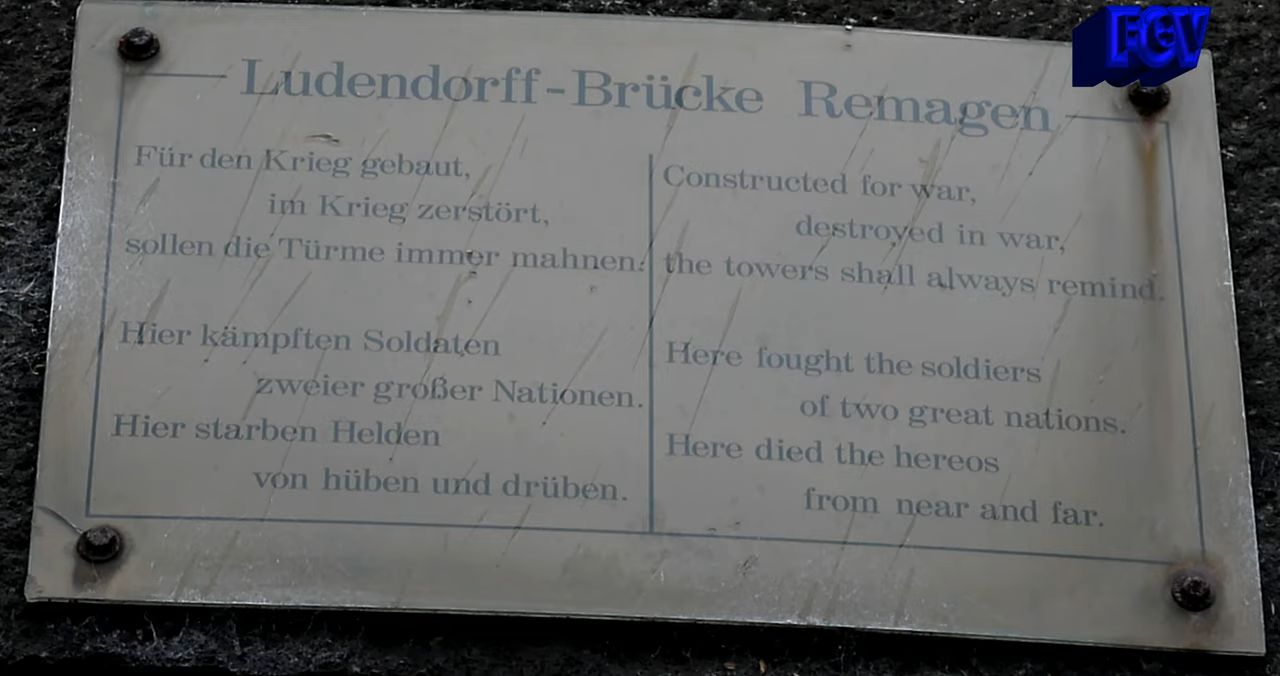 FGV
Ludendorff-Brücke Remagen
Für den Krieg gebaut,
im Krieg zerstört,
sollen die Türme immer mahnen.
Hier kämpften Soldaten
zweier großer Nationen.
Hier starben Helden
von hüben und drüben.
Constructed for war,
destroyed in war,
the towers shall always remind.
Here fought the soldiers
of two great nations.
Here died the hereos
from near and far.